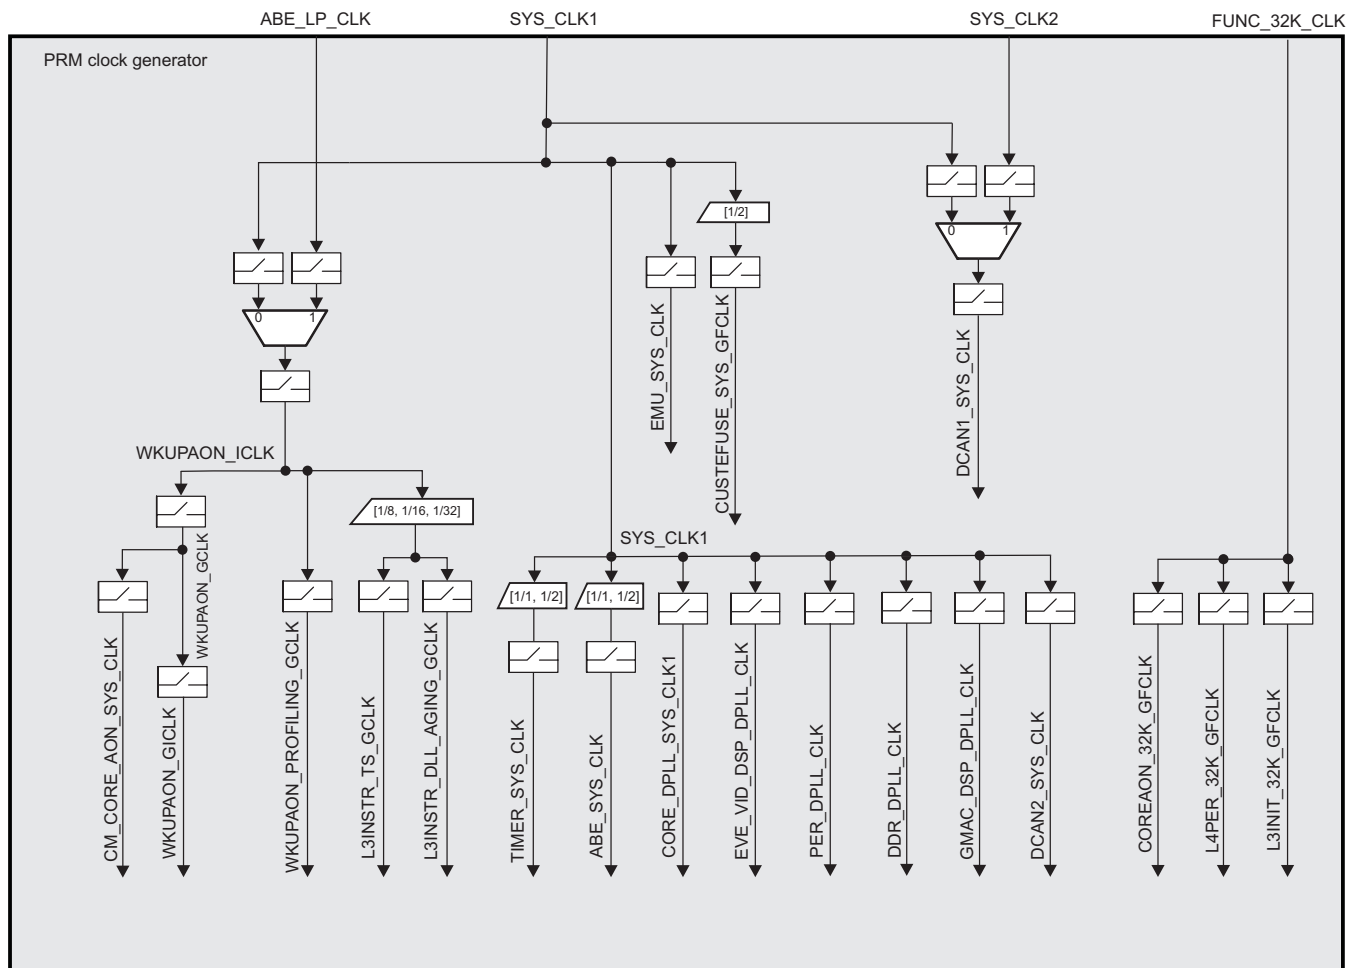 ABE_LP_CLK
SYS_CLK1
SYS_CLK2
FUNC_32K_CLK
PRM clock generator
[1/2]
0
1
0
1
EMU_SYS_CLK
CUSTEFUSE_SYS_GFCLK
DCAN1_SYS_CLK
WKUPAON_ICLK
[1/8, 1/16, 1/32]
WKUPAON_GCLK
SYS_CLK1
[1/1, 1/2]
[1/1, 1/2]
CM_CORE_AON_SYS_CLK
WKUPAON_GICLK
WKUPAON_PROFILING_GCLK
L3INSTR_TS_GCLK
L3INSTR_DLL_AGING_GCLK
TIMER_SYS_CLK
ABE_SYS_CLK
CORE_DPLL_SYS_CLK1
EVE_VID_DSP_DPLL_CLK
PER_DPLL_CLK
DDR_DPLL_CLK
GMAC_DSP_DPLL_CLK
DCAN2_SYS_CLK
COREAON_32K_GFCLK
L4PER_32K_GFCLK
L3INIT_32K_GFCLK